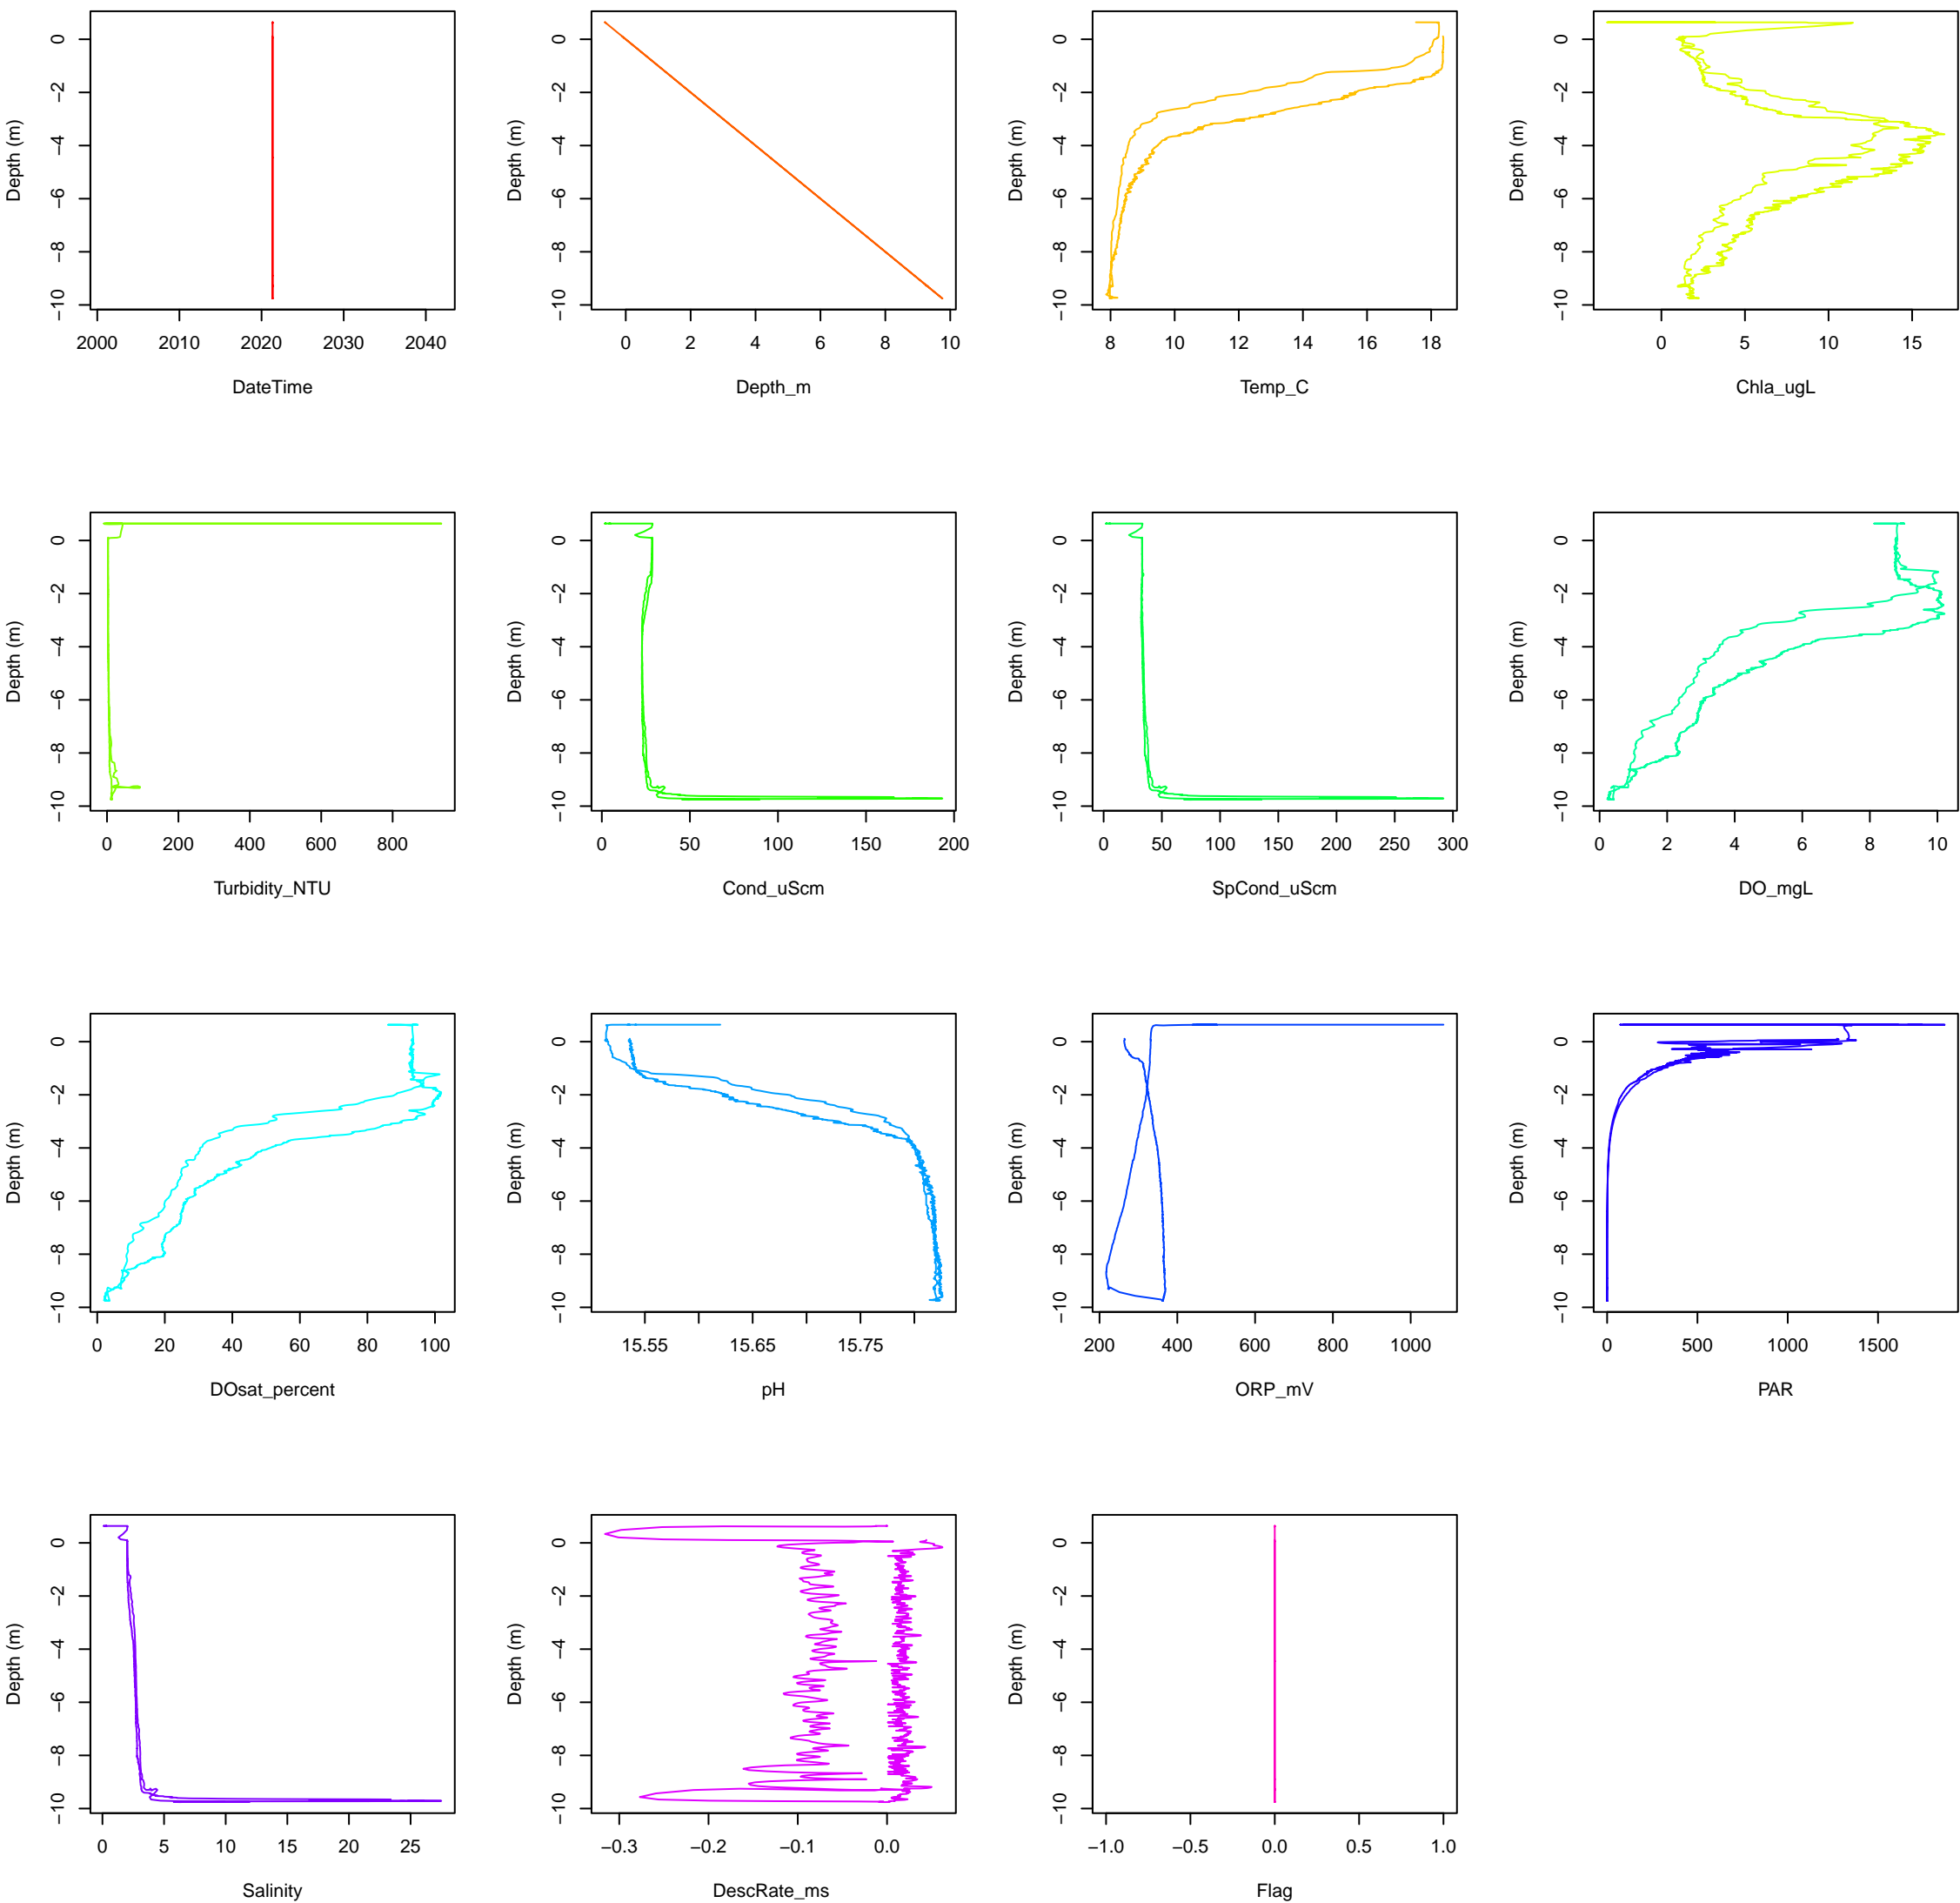 Depth (m)
0
−2
−4
−6
−8
−10
2000 2010 2020 2030 2040
DateTime
Depth (m)
0
−2
−4
−6
−8
−10
0 2 4 6 8 10
Depth_m
Depth (m)
0
−2
−4
−6
−8
−10
8 10 12 14 16 18
Temp_C
Depth (m)
0
−2
−4
−6
−8
−10
0 5 10 15
Chla_ugL
Depth (m)
0
−2
−4
−6
−8
−10
0 200 400 600 800
Turbidity_NTU
Depth (m)
0
−2
−4
−6
−8
−10
0 50 100 150 200
Cond_uScm
Depth (m)
0
−2
−4
−6
−8
−10
0 50 100 150 200 250 300
SpCond_uScm
Depth (m)
0
−2
−4
−6
−8
−10
0 2 4 6 8 10
DO_mgL
Depth (m)
0
−2
−4
−6
−8
−10
0 20 40 60 80 100
DOsat_percent
Depth (m)
0
−2
−4
−6
−8
−10
15.55 15.65 15.75
pH
Depth (m)
0
−2
−4
−6
−8
−10
200 400 600 800 1000
ORP_mV
Depth (m)
0
−2
−4
−6
−8
−10
0 500 1000 1500
PAR
Depth (m)
0
−2
−4
−6
−8
−10
0 5 10 15 20 25
Salinity
Depth (m)
0
−2
−4
−6
−8
−10
−0.3 −0.2 −0.1 0.0
DescRate_ms
Depth (m)
0
−2
−4
−6
−8
−10
−1.0 −0.5 0.0 0.5 1.0
Flag